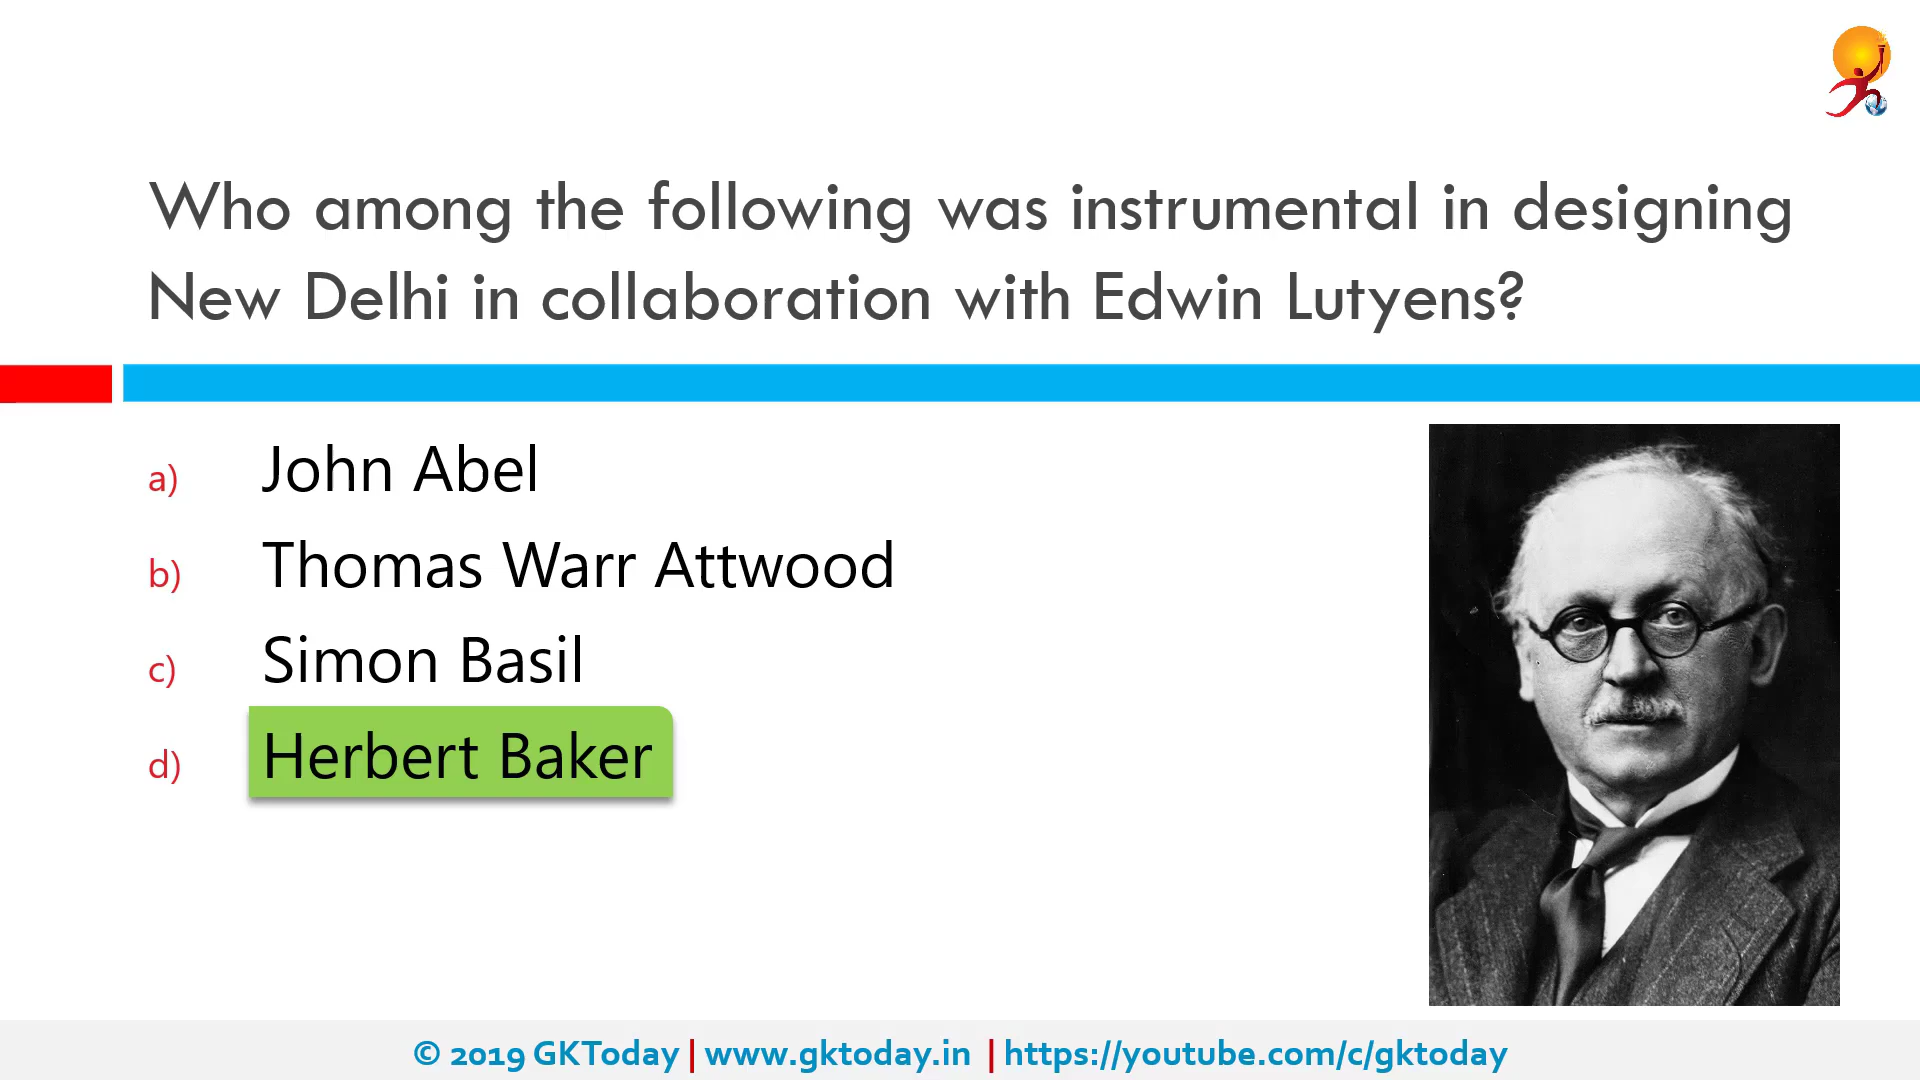 Who among the following was instrumental in designing
New Delhi in collaboration with Edwin Lutyens?
a) John Abel
b) Thomas Warr Attwood
c) Simon Basil
d) Herbert Baker
© 2019 GKToday | www.gktoday.in | https://youtube.com/c/gktoday